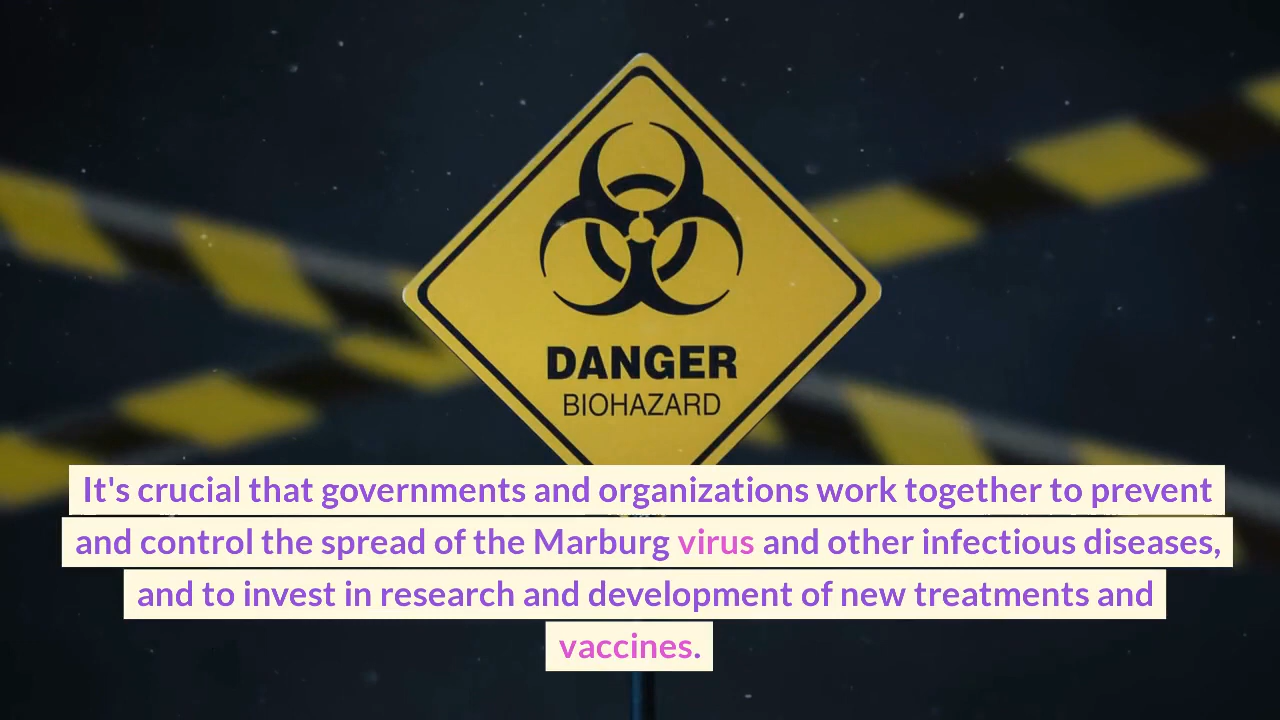 DANGER
BIOHAZARD
It's crucial that governments and organizations work together to prevent
and control the spread of the Marburg virus and other infectious diseases,
and to invest in research and development of new treatments and
vaccines.